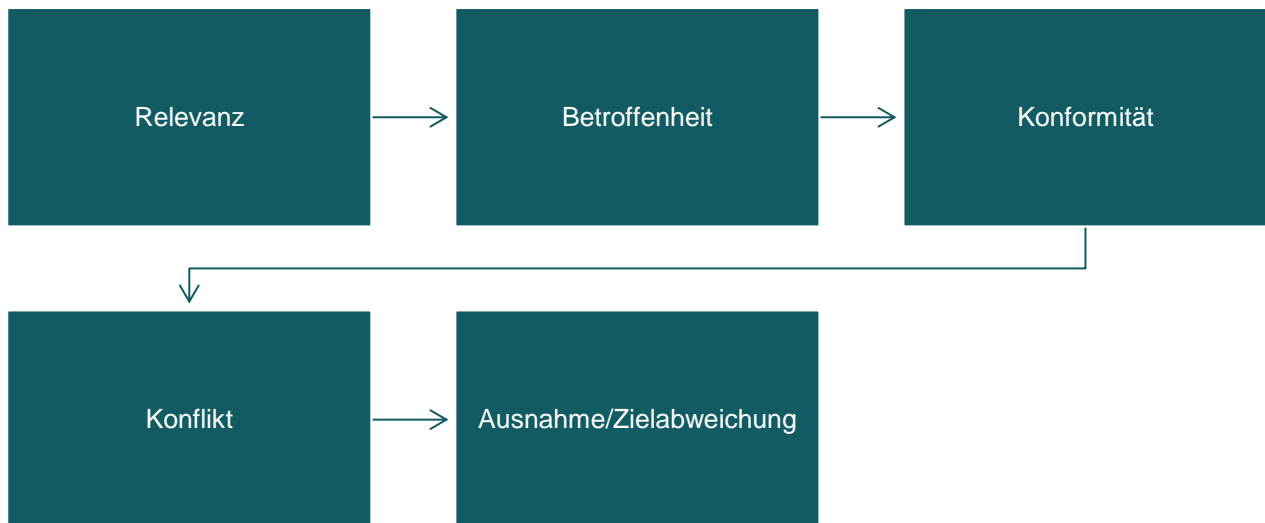 Relevanz
Betroffenheit
Konformität
Konflikt
Ausnahme/Zielabweichung